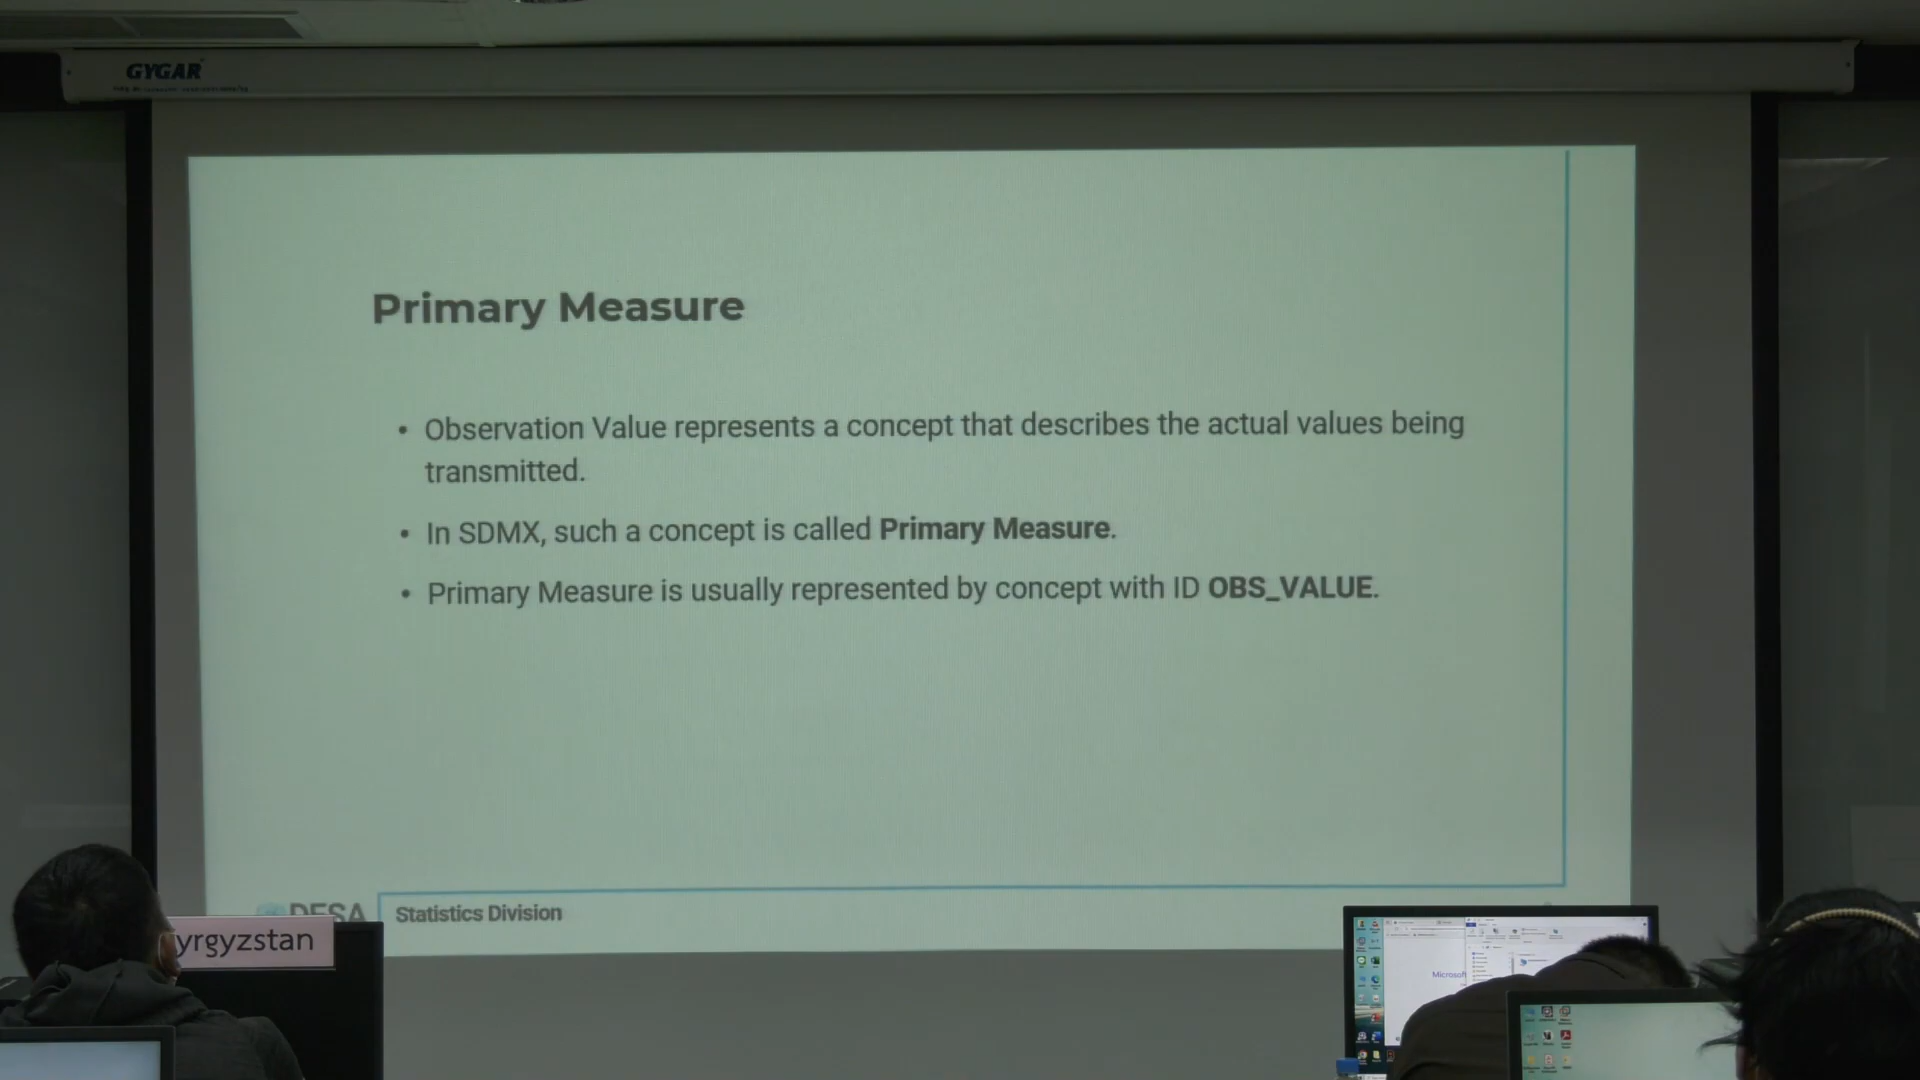 GYGAR
Primary Measure
• Observation Value represents a concept that describes the actual values being
transmitted.
• In SDMX, such a concept is called Primary Measure.
• Primary Measure is usually represented by concept with ID OBS_VALUE.
DESA
Statistics Division
yrgyzstan
Microsoft